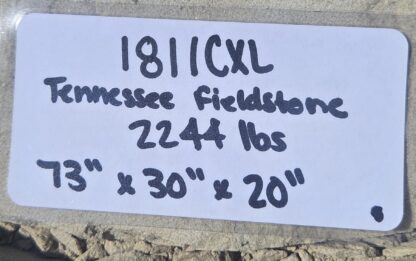 1811CXL
Tennessee fieldstone
2244 lbs
73" x 30" x 20"